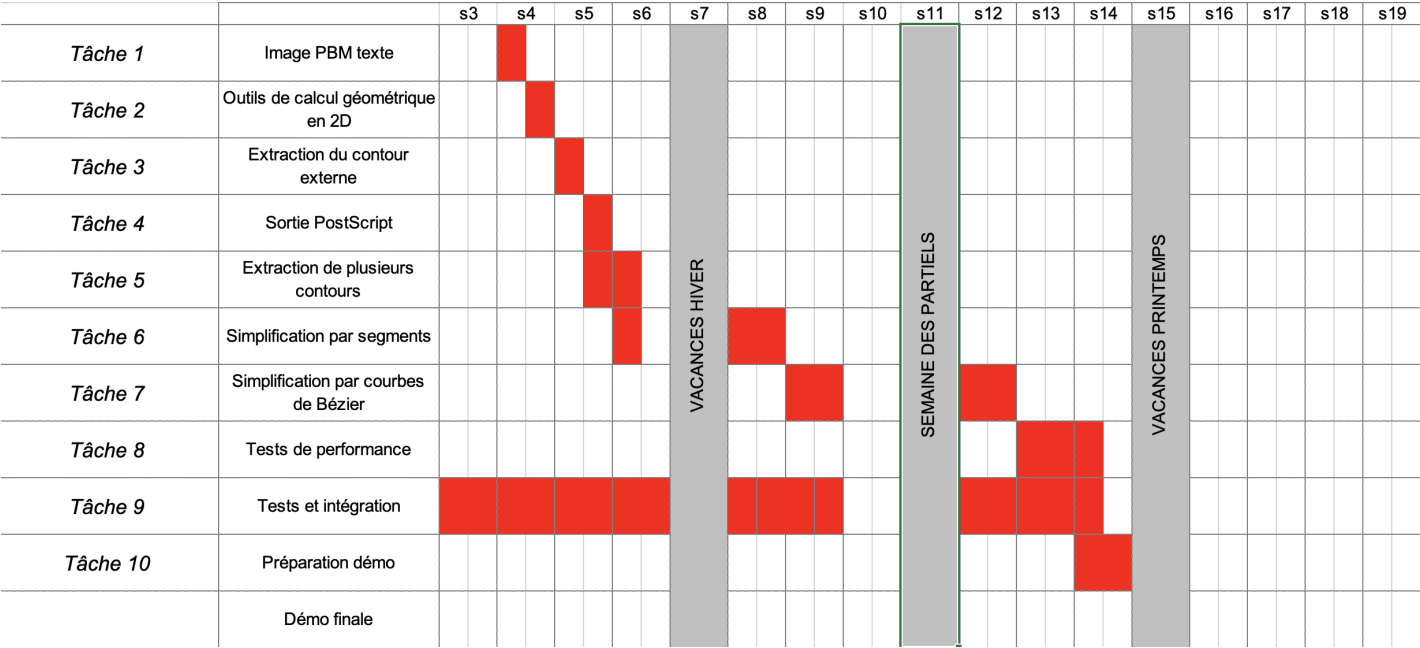 s3 s4 s5 s6 s7 s8 s9 s10 s11 s12 s13 s14 s15 s16 s17 s18 s19
Tâche 1 Image PBM texte
Tâche 2 Outils de calcul géométrique
en 2D
Tâche 3 Extraction du contour
externe
Tâche 4 Sortie PostScript
Tâche 5 Extraction de plusieurs
contours
Tâche 6 Simplification par segments
Tâche 7 Simplification par courbes
de Bézier
Tâche 8 Tests de performance
Tâche 9 Tests et intégration
Tâche 10 Préparation démo
Démo finale
VACANCES HIVER
SEMAINE DES PARTIELS
VACANCES PRINTEMPS